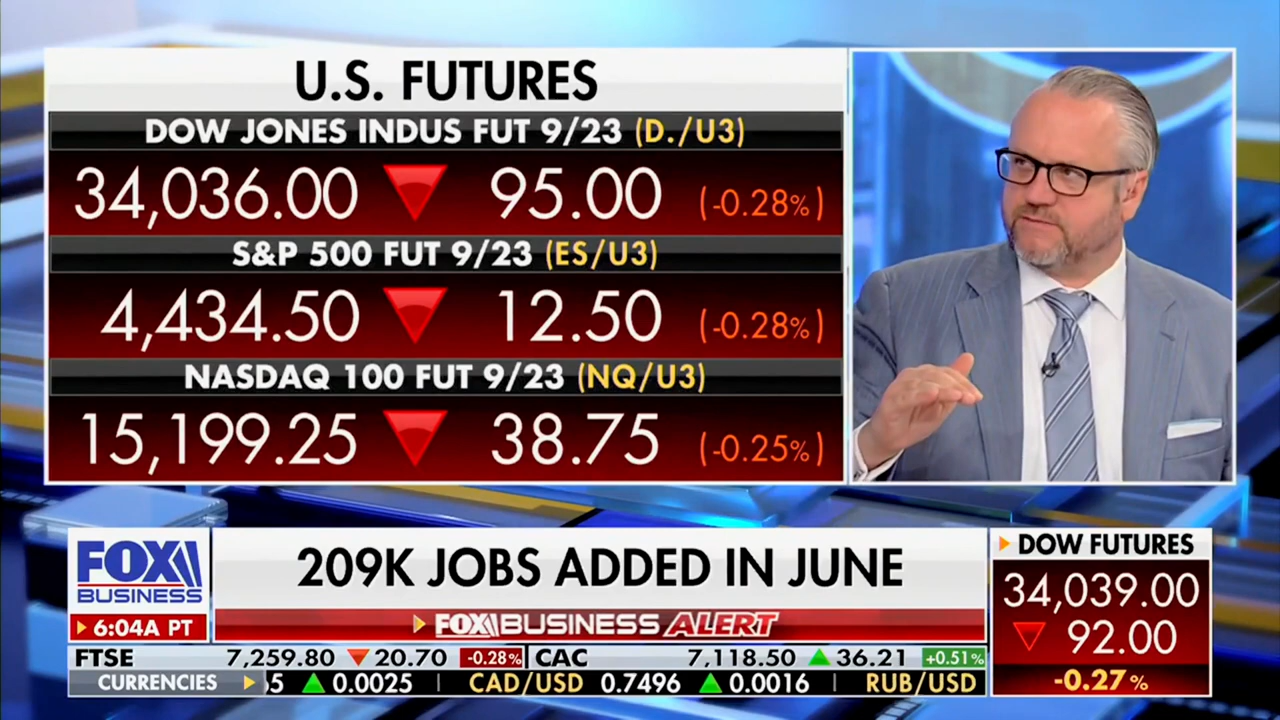 U.S. FUTURES
DOW JONES INDUS FUT 9/23 (D./U3)
34,036.00 ▼ 95.00 (-0.28%)
S&P 500 FUT 9/23 (ES/U3)
4,434.50 ▼ 12.50 (-0.28%)
NASDAQ 100 FUT 9/23 (NQ/U3)
15,199.25 ▼ 38.75 (-0.25%)
FOX BUSINESS
6:04A PT
209K JOBS ADDED IN JUNE
FOX BUSINESS ALERT
DOW FUTURES
34,039.00
▼ 92.00
-0.27%
FTSE 7,259.80 ▼ 20.70 -0.28% CAC 7,118.50 ▲ 36.21 +0.51%
CURRENCIES 5 ▲ 0.0025 | CAD/USD 0.7496 ▲ 0.0016 | RUB/USD